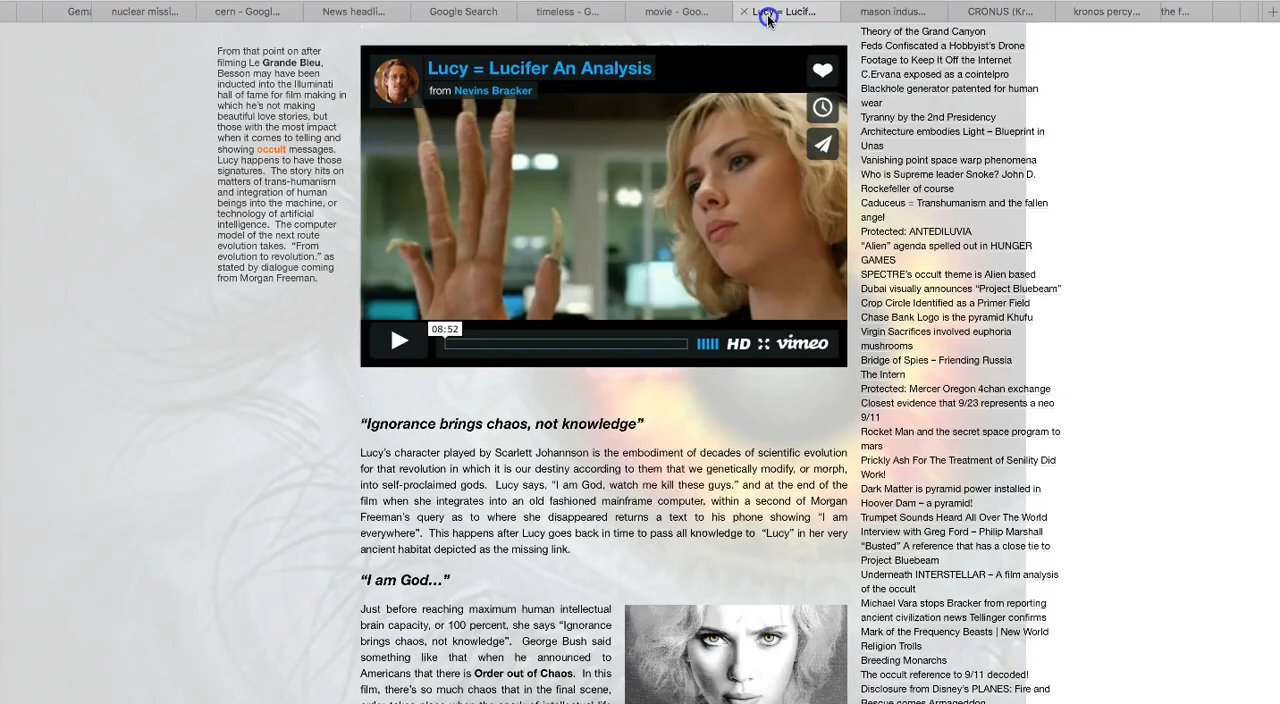 Gema
nuclear missi...
cern - Googl...
News headli...
Google Search
timeless - G...
movie - Goo...
= Lucif...
mason indus...
CRONUS (Kr...
kronos percy...
the f...
From that point on after
filming Le Grande Bleu,
Besson may have been
inducted into the Illuminati
hall of fame for film making in
which he's not making
beautiful love stories, but
those with the most impact
when it comes to telling and
showing occult messages.
Lucy happens to have those
signatures. The story hits on
matters of trans-humanism
and integration of human
beings into the machine, or
technology of artificial
intelligence. The computer
model of the next route
evolution takes. “From
evolution to revolution.” as
stated by dialogue coming
from Morgan Freeman.
Lucy = Lucifer An Analysis
from Nevins Bracker
08:52
HD
vimeo
“Ignorance brings chaos, not knowledge”
Lucy's character played by Scarlett Johannson is the embodiment of decades of scientific evolution
for that revolution in which it is our destiny according to them that we genetically modify, or morph,
into self-proclaimed gods. Lucy says, “I am God, watch me kill these guys.” and at the end of the
film when she integrates into an old fashioned mainframe computer, within a second of Morgan
Freeman's query as to where she disappeared returns a text to his phone showing “I am
everywhere”. This happens after Lucy goes back in time to pass all knowledge to “Lucy” in her very
ancient habitat depicted as the missing link.
“I am God…”
Just before reaching maximum human intellectual
brain capacity, or 100 percent, she says “Ignorance
brings chaos, not knowledge”. George Bush said
something like that when he announced to
Americans that there is Order out of Chaos. In this
film, there's so much chaos that in the final scene,
order takes place when the spark of intellectual life
Theory of the Grand Canyon
Feds Confiscated a Hobbyist's Drone
Footage to Keep It Off the Internet
C.Ervana exposed as a cointelpro
Blackhole generator patented for human
wear
Tyranny by the 2nd Presidency
Architecture embodies Light – Blueprint in
Unas
Vanishing point space warp phenomena
Who is Supreme leader Snoke? John D.
Rockefeller of course
Caduceus = Transhumanism and the fallen
angel
Protected: ANTEDILUVIA
“Alien” agenda spelled out in HUNGER
GAMES
SPECTRE's occult theme is Alien based
Dubai visually announces “Project Bluebeam”
Crop Circle Identified as a Primer Field
Chase Bank Logo is the pyramid Khufu
Virgin Sacrifices involved euphoria
mushrooms
Bridge of Spies – Friending Russia
The Intern
Protected: Mercer Oregon 4chan exchange
Closest evidence that 9/23 represents a neo
9/11
Rocket Man and the secret space program to
mars
Prickly Ash For The Treatment of Senility Did
Work!
Dark Matter is pyramid power installed in
Hoover Dam – a pyramid!
Trumpet Sounds Heard All Over The World
Interview with Greg Ford – Philip Marshall
“Busted” A reference that has a close tie to
Project Bluebeam
Underneath INTERSTELLAR – A film analysis
of the occult
Michael Vara stops Bracker from reporting
ancient civilization news Tellinger confirms
Mark of the Frequency Beasts | New World
Religion Trolls
Breeding Monarchs
The occult reference to 9/11 decoded!
Disclosure from Disney's PLANES: Fire and
Rescue comes Armageddon